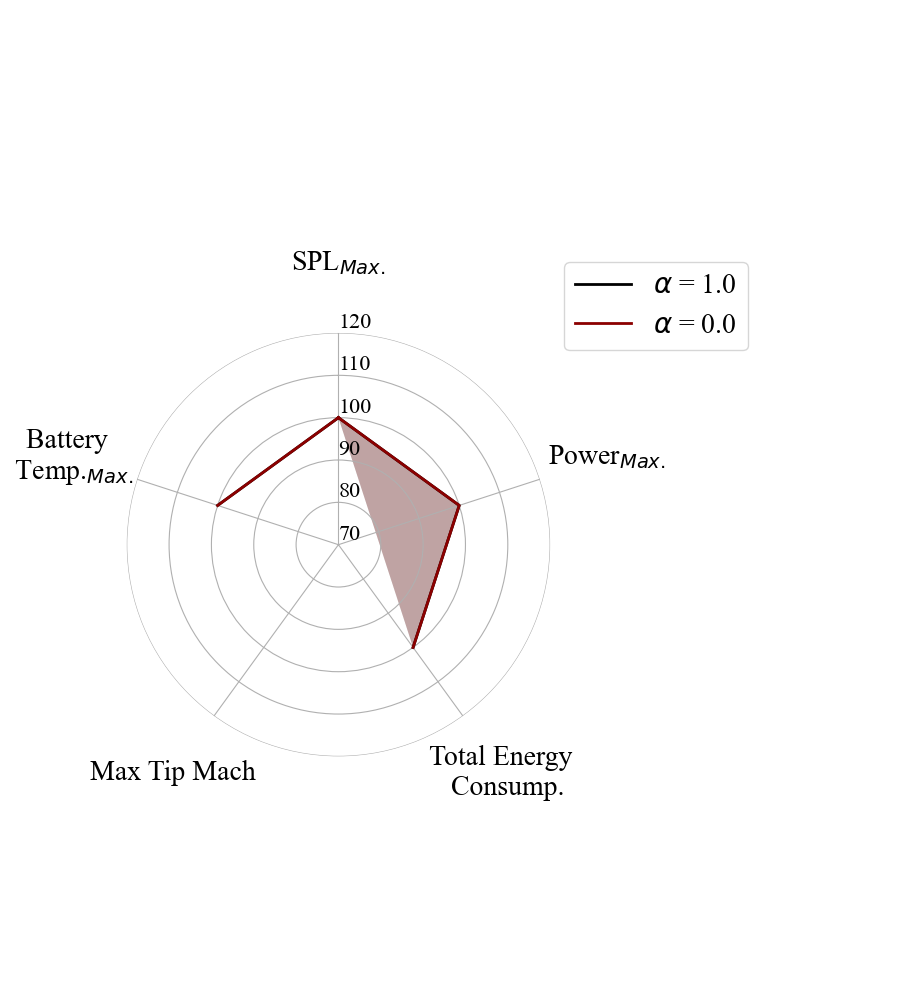 SPLMax.
α = 1.0
α = 0.0
120
110
100
90
80
70
Battery
Temp.Max.
PowerMax.
Total Energy
Consump.
Max Tip Mach